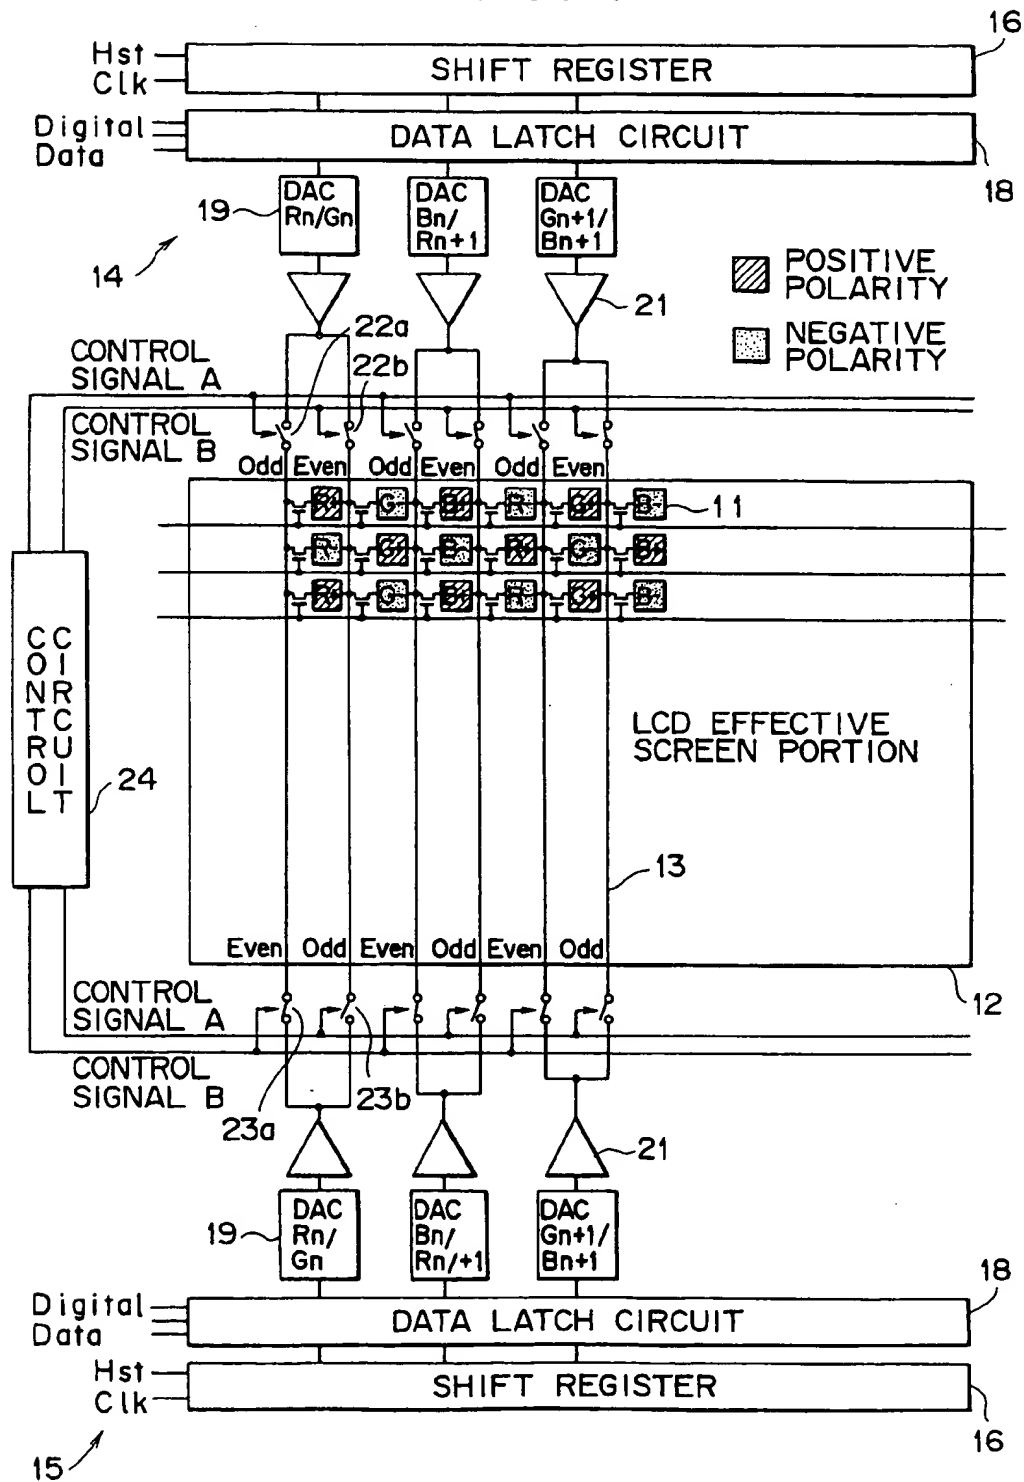 16
Hst
Clk
SHIFT REGISTER
Digital
Data
DATA LATCH CIRCUIT
18
19
DAC
Rn/Gn
DAC
Bn/
Rn+1
DAC
Gn+1/
Bn+1
14
POSITIVE
POLARITY
21
22a
NEGATIVE
POLARITY
CONTROL
SIGNAL A
22b
CONTROL
SIGNAL B
Odd Even Odd Even Odd Even
R+ G- B+ R- G+ B-
11
R- G+ B- R+ G- B+
R+ G- B+ R- G+ B-
CONTROL
CIRCUIT
24
LCD EFFECTIVE
SCREEN PORTION
13
Even Odd Even Odd Even Odd
12
CONTROL
SIGNAL A
CONTROL
SIGNAL B
23a
23b
21
19
DAC
Rn/
Gn
DAC
Bn/
Rn/+1
DAC
Gn+1/
Bn+1
18
Digital
Data
DATA LATCH CIRCUIT
Hst
Clk
SHIFT REGISTER
16
15